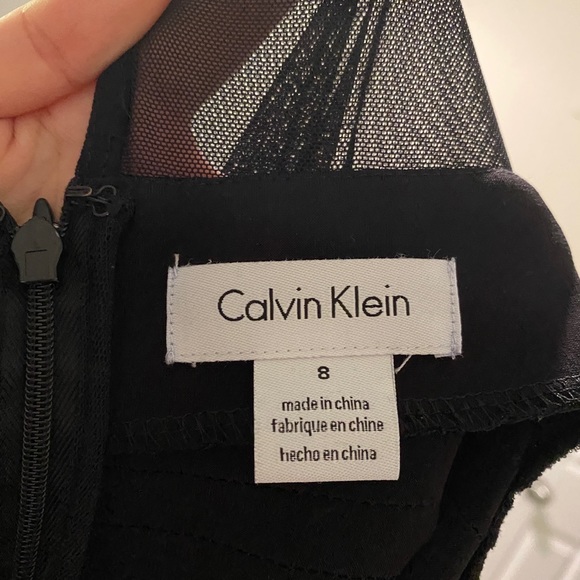 Calvin Klein
8
made in china
fabrique en chine
hecho en china